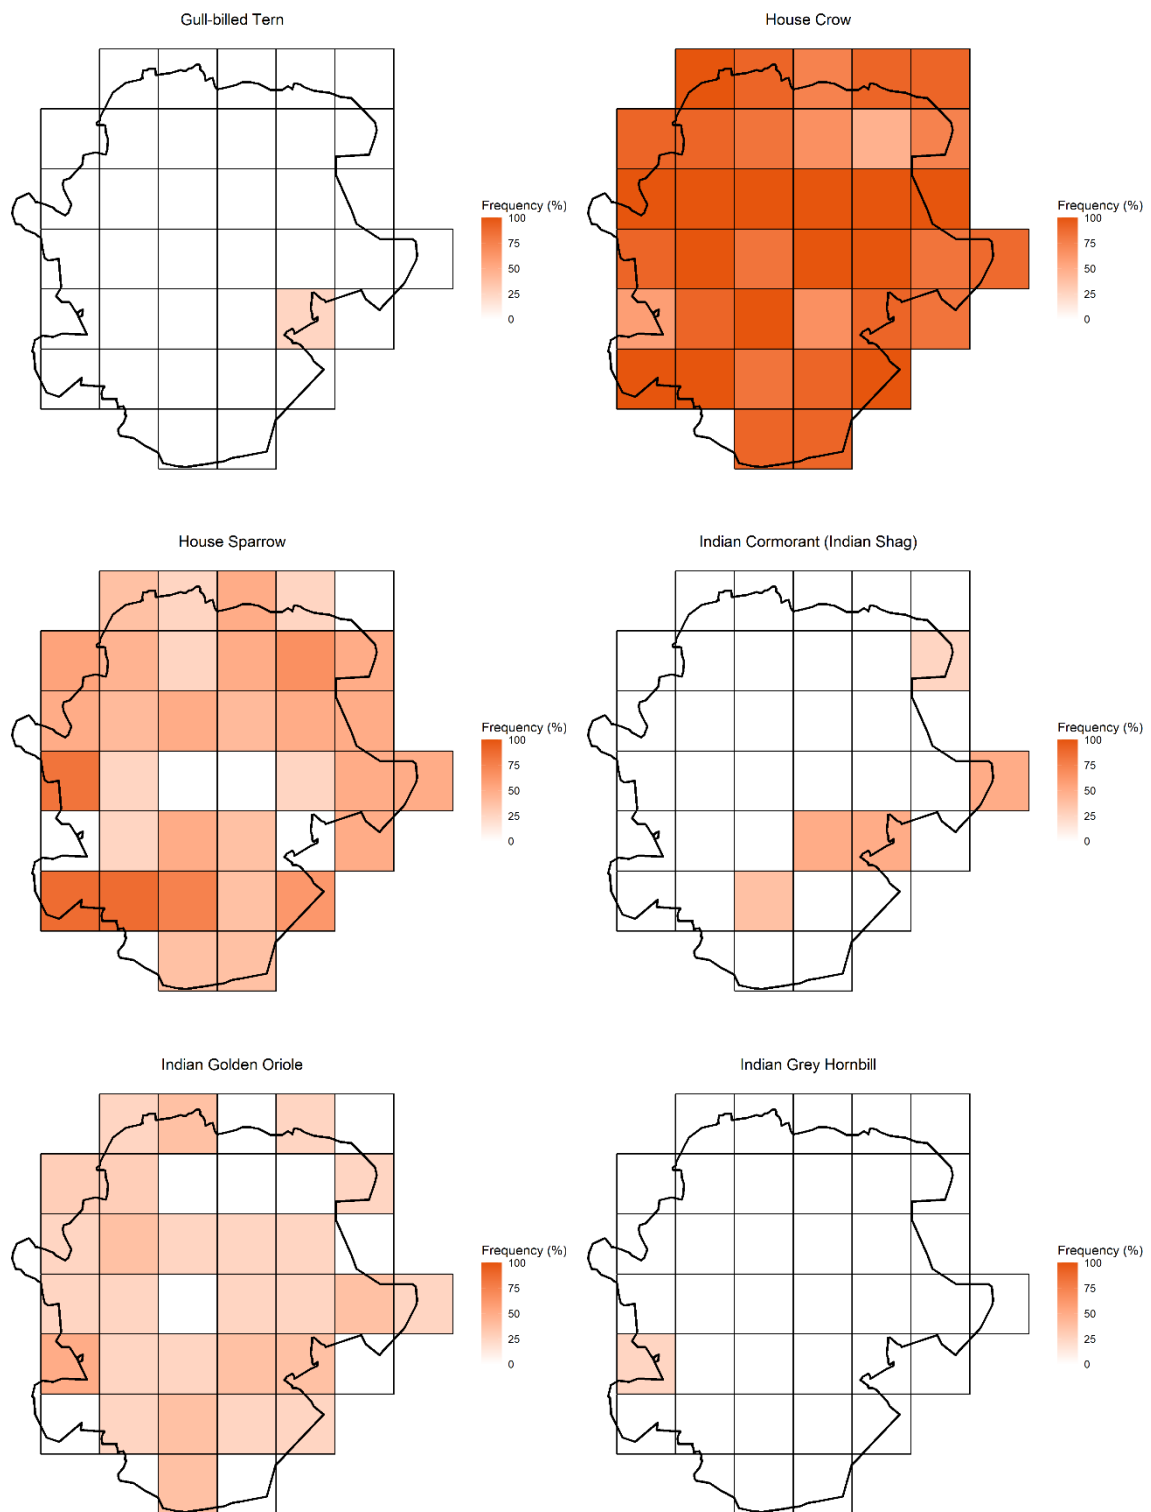 Gull-billed Tern
House Crow
Frequency (%)
100
75
50
25
0
Frequency (%)
100
75
50
25
0
House Sparrow
Indian Cormorant (Indian Shag)
Frequency (%)
100
75
50
25
0
Frequency (%)
100
75
50
25
0
Indian Golden Oriole
Indian Grey Hornbill
Frequency (%)
100
75
50
25
0
Frequency (%)
100
75
50
25
0